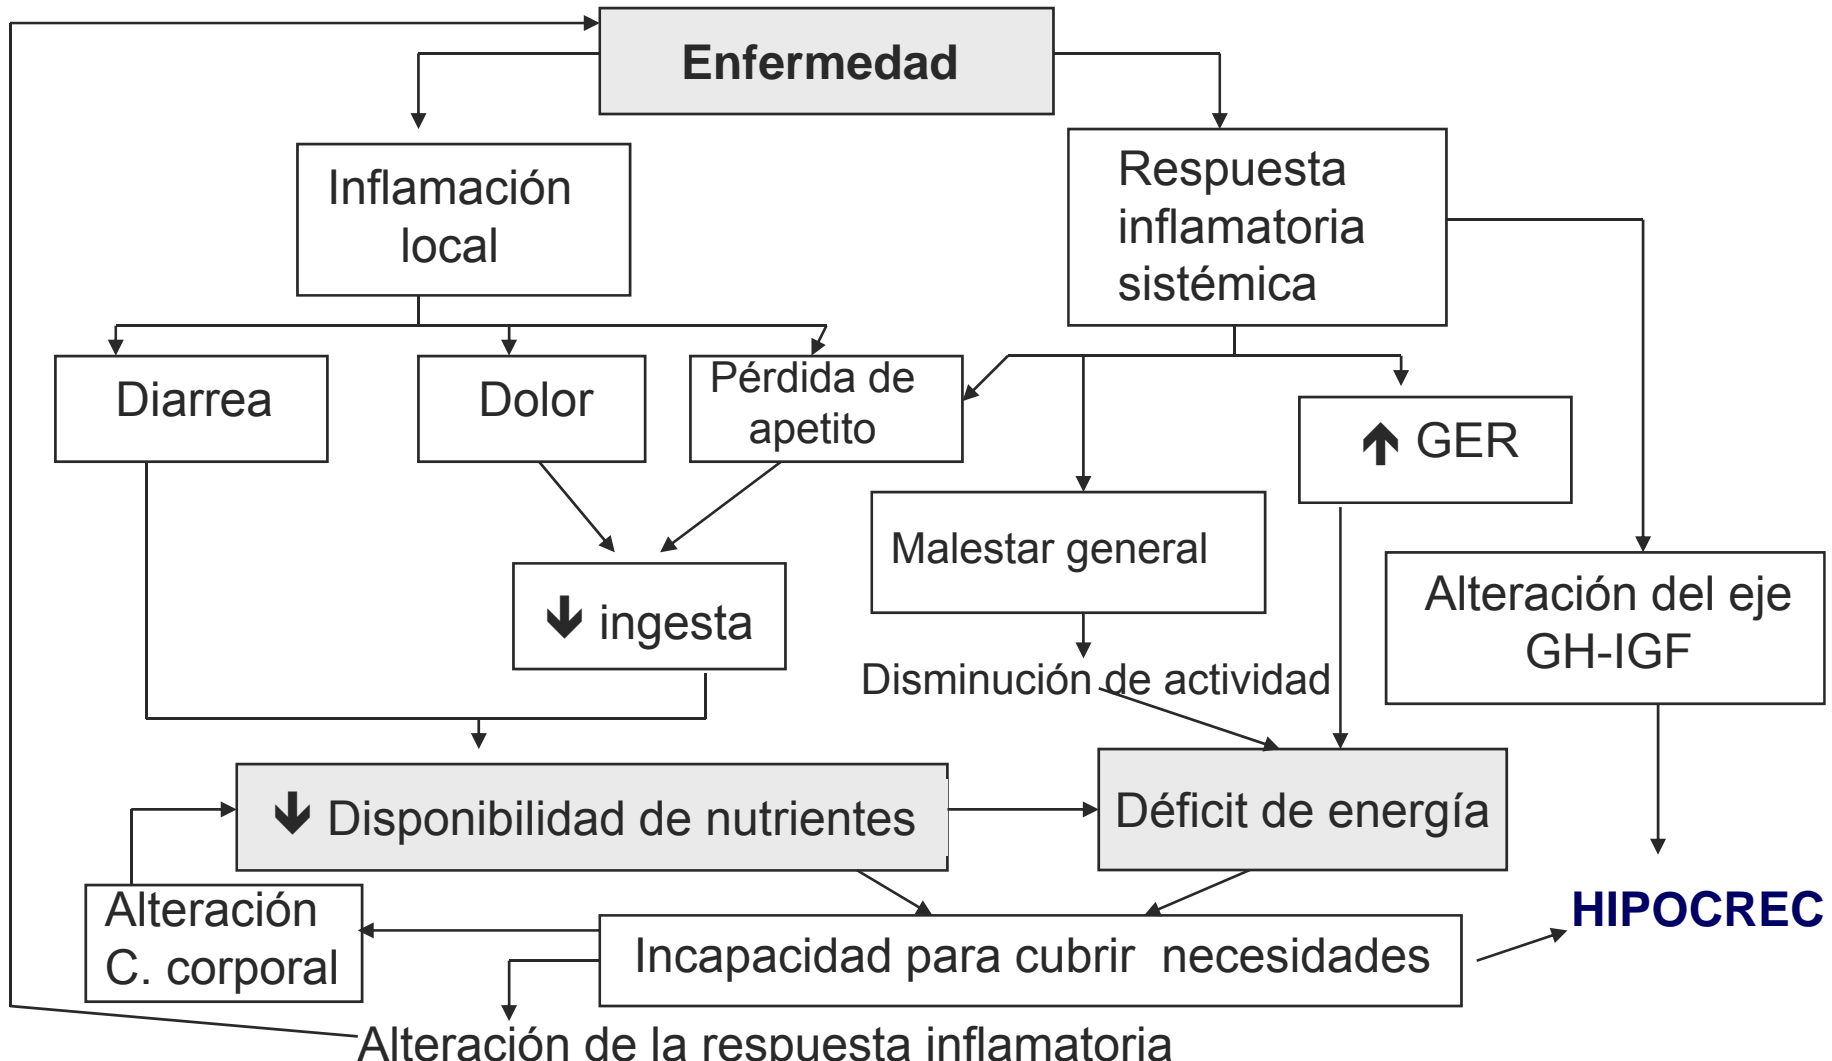 Enfermedad
Inflamación
local
Respuesta
inflamatoria
sistémica
Diarrea
Dolor
Pérdida de
apetito
↑ GER
Malestar general
↓ ingesta
Alteración del eje
GH-IGF
Disminución de actividad
↓ Disponibilidad de nutrientes
Déficit de energía
Alteración
C. corporal
Incapacidad para cubrir necesidades
HIPOCREC
Alteración de la respuesta inflamatoria